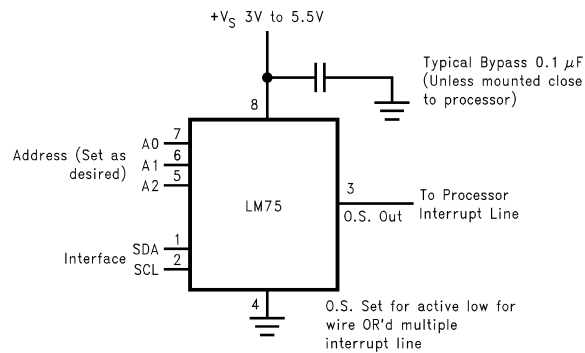 +VS 3V to 5.5V
Typical Bypass 0.1 μF
(Unless mounted close
to processor)
8
Address (Set as
desired)
A0 7
A1 6
A2 5
LM75
3
O.S. Out
To Processor
Interrupt Line
Interface
SDA 1
SCL 2
4
O.S. Set for active low for
wire OR'd multiple
interrupt line